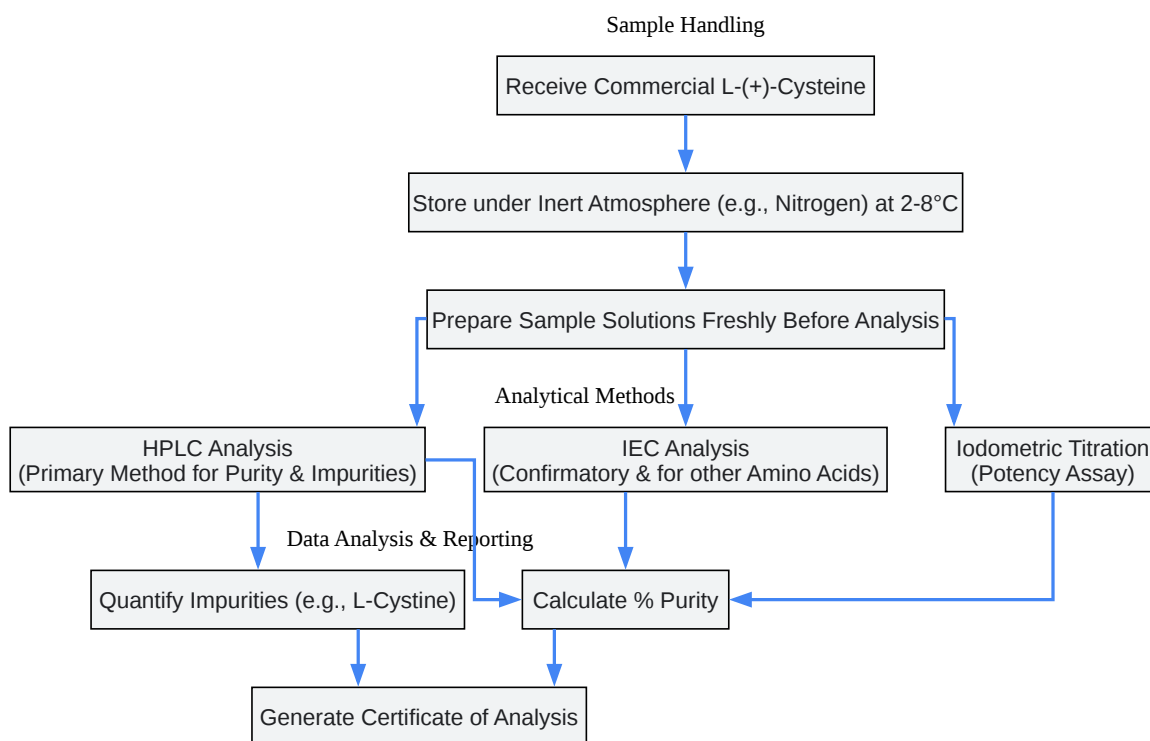 Sample Handling
Receive Commercial L-(+)-Cysteine
Store under Inert Atmosphere (e.g., Nitrogen) at 2-8°C
Prepare Sample Solutions Freshly Before Analysis
Analytical Methods
HPLC Analysis
(Primary Method for Purity & Impurities)
IEC Analysis
(Confirmatory & for other Amino Acids)
Iodometric Titration
(Potency Assay)
Data Analysis & Reporting
Quantify Impurities (e.g., L-Cystine)
Calculate % Purity
Generate Certificate of Analysis